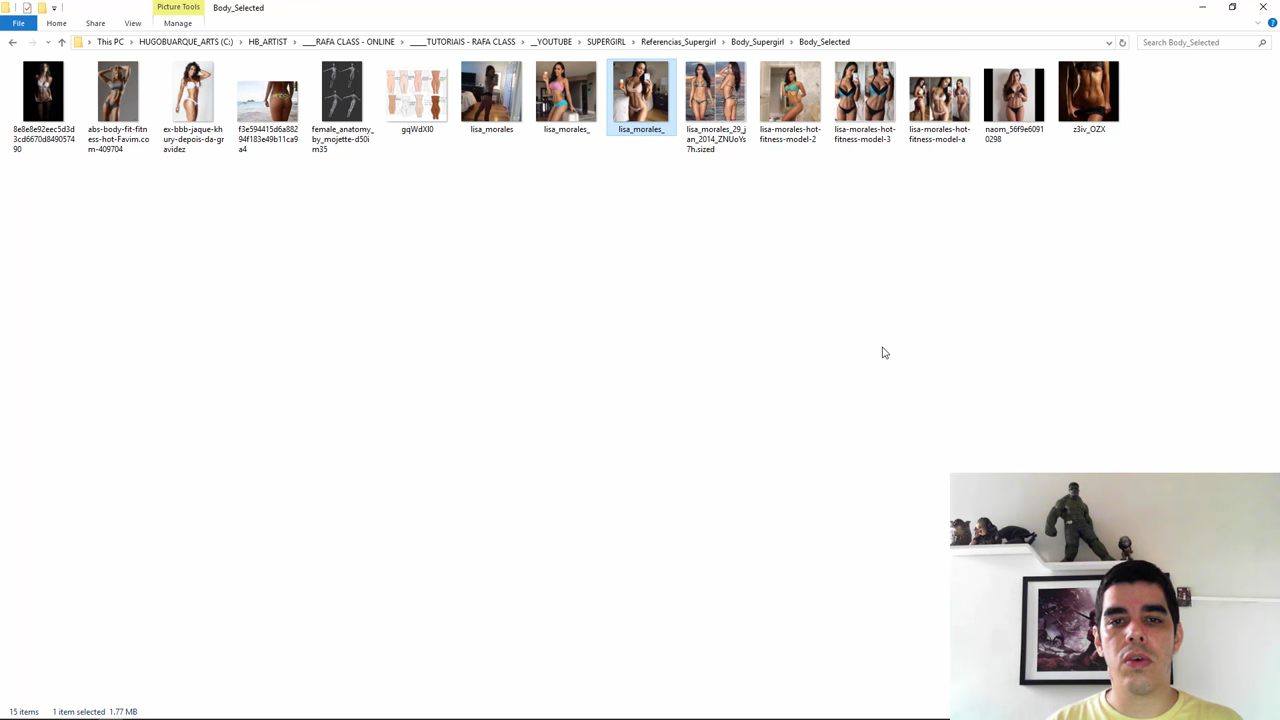 Picture Tools
Body_Selected
File
Home
Share
View
Manage
This PC > HUGOBUARQUE_ARTS (C:) > HB_ARTIST > ____RAFA CLASS - ONLINE > ____TUTORIAIS - RAFA CLASS > __YOUTUBE > SUPERGIRL > Referencias_Supergirl > Body_Supergirl > Body_Selected
Search Body_Selected
8e8e8e92eec5d3d
3cd6670d8490574
90
abs-body-fit-fitn
ess-hot-Favim.co
m-409704
ex-bbb-jaque-kh
oury-depois-da-gr
avidez
f3e594415d6a882
94f183e49b11ca9
a4
female_anatomy_
by_mojette-d50i
m35
gqWdXl0
lisa_morales
lisa_morales_
lisa_morales_
lisa_morales_29_j
an_2014_ZNUoYs
7h.sized
lisa-morales-hot-
fitness-model-2
lisa-morales-hot-
fitness-model-3
lisa-morales-hot-
fitness-model-a
naom_56f9e6091
0298
z3iv_OZX
15 items
1 item selected 1.77 MB